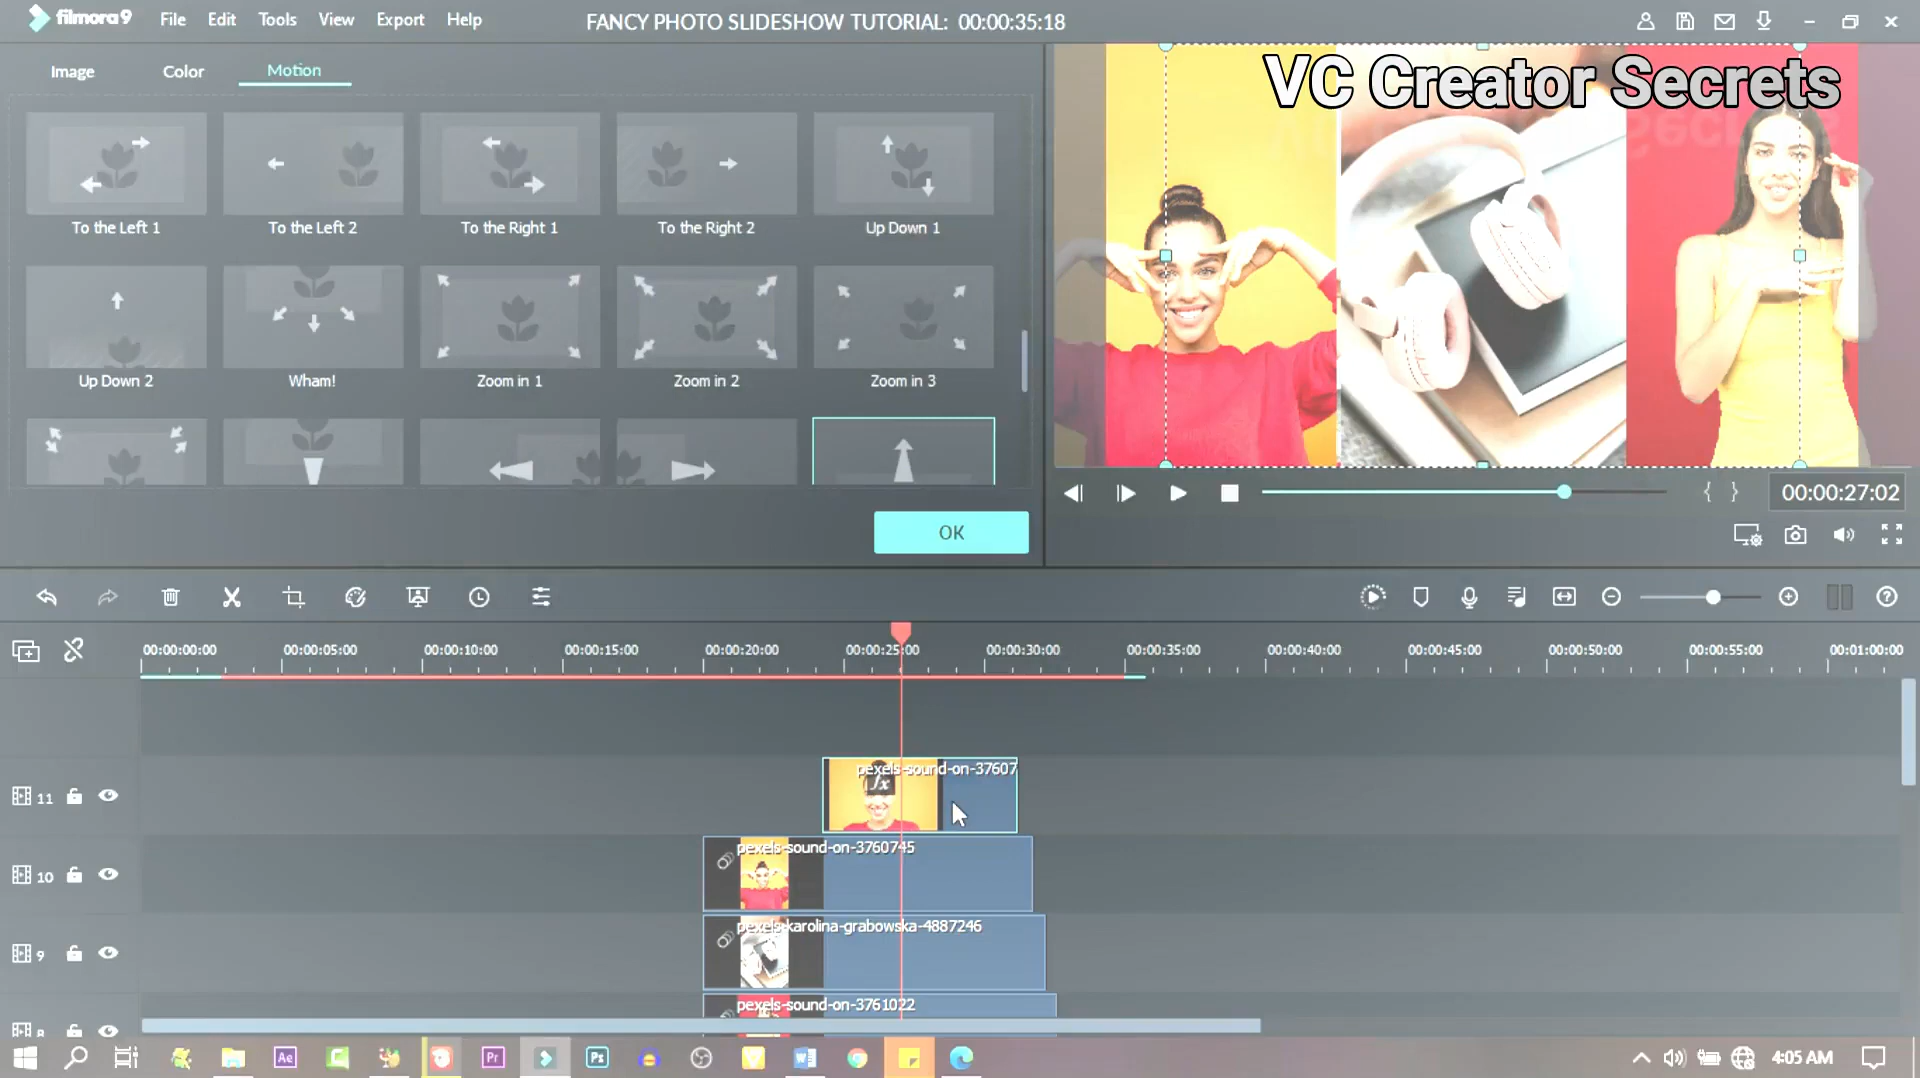 filmora9 File Edit Tools View Export Help FANCY PHOTO SLIDESHOW TUTORIAL: 00:00:35:18
Image Color Motion
VC Creator Secrets
To the Left 1 To the Left 2 To the Right 1 To the Right 2 Up Down 1
Up Down 2 Wham! Zoom in 1 Zoom in 2 Zoom in 3
00:00:27:02
OK
00:00:00:00 00:00:05:00 00:00:10:00 00:00:15:00 00:00:20:00 00:00:25:00 00:00:30:00 00:00:35:00 00:00:40:00 00:00:45:00 00:00:50:00 00:00:55:00 00:01:00:00
pexels-sound-on-37607
fx
11
pexels-sound-on-3760745
10
pexels-karolina-grabowska-4887246
9
pexels-sound-on-3761022
8
Ae Pr Ps 4:05 AM